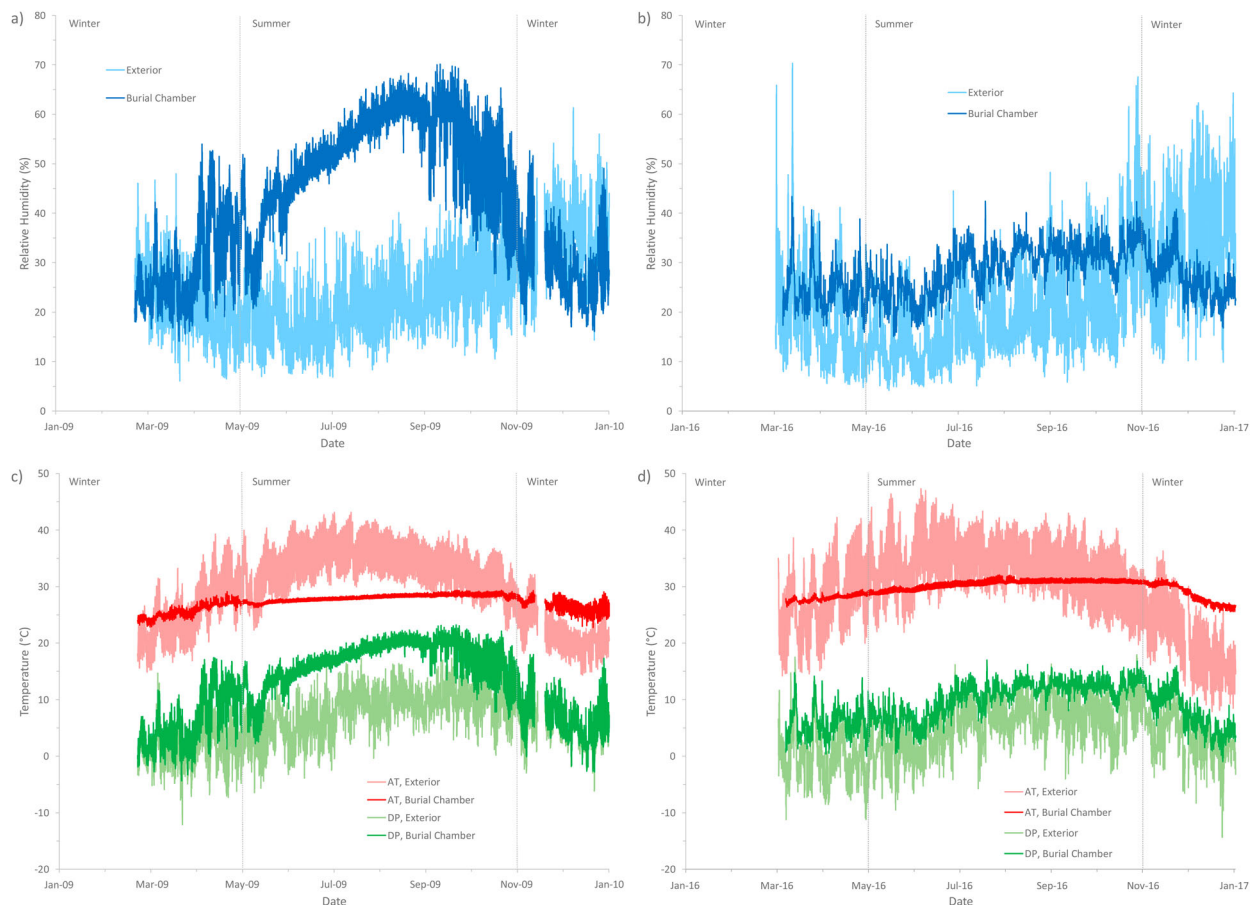 a)
Winter
Summer
Winter
80
70
60
50
40
30
20
10
0
Relative Humidity (%)
Exterior
Burial Chamber
Jan-09
Mar-09
May-09
Jul-09
Sep-09
Nov-09
Jan-10
Date
b)
Winter
Summer
Winter
80
70
60
50
40
30
20
10
0
Relative Humidity (%)
Exterior
Burial Chamber
Jan-16
Mar-16
May-16
Jul-16
Sep-16
Nov-16
Jan-17
Date
c)
Winter
Summer
Winter
50
40
30
20
10
0
-10
-20
Temperature (°C)
AT, Exterior
AT, Burial Chamber
DP, Exterior
DP, Burial Chamber
Jan-09
Mar-09
May-09
Jul-09
Sep-09
Nov-09
Jan-10
Date
d)
Winter
Summer
Winter
50
40
30
20
10
0
-10
-20
Temperature (°C)
AT, Exterior
AT, Burial Chamber
DP, Exterior
DP, Burial Chamber
Jan-16
Mar-16
May-16
Jul-16
Sep-16
Nov-16
Jan-17
Date